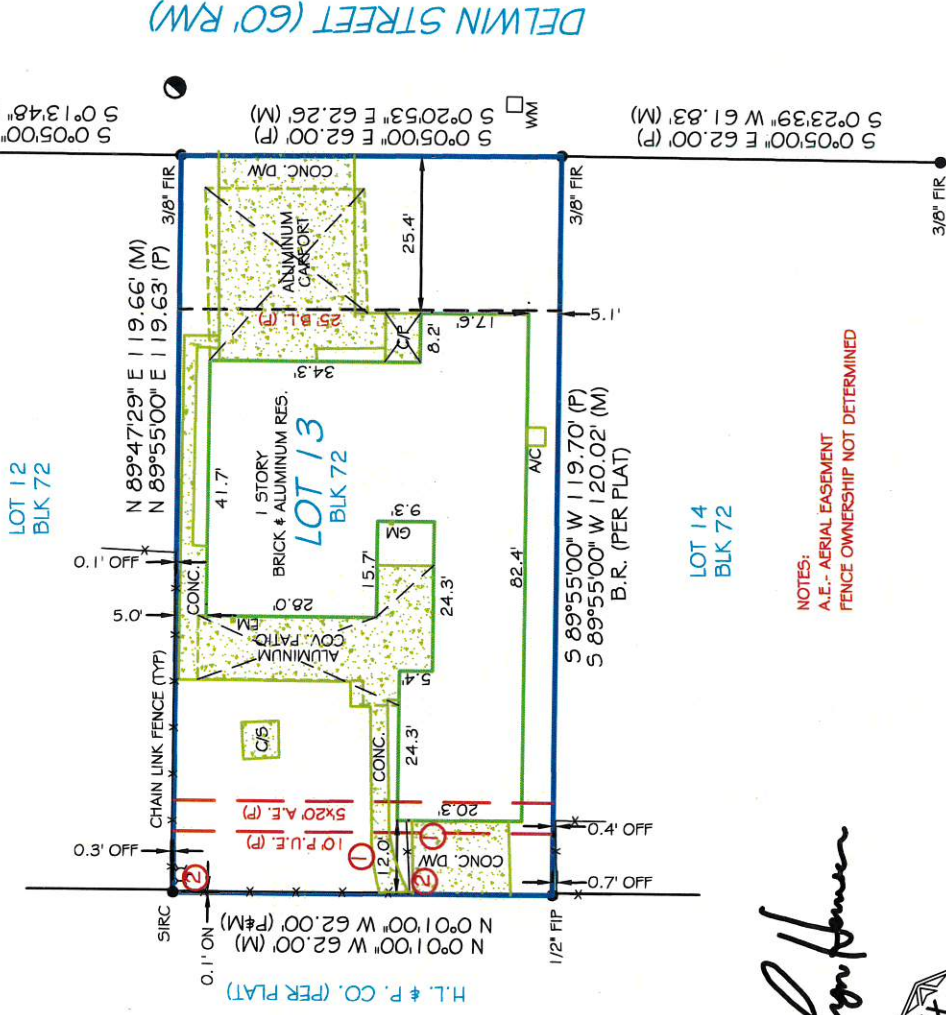 DELWIN STREET (60' R/W)
S 0°05'00"
S 0°13'48"
S 0°05'00" E 62.00' (P)
S 0°20'53" E 62.26' (M)
WM
S 0°05'00" E 62.00' (P)
S 0°23'39" W 61.83' (M)
3/8" FIR
3/8" FIR
3/8" FIR
CONC. D/W
ALUMINUM
CARPORT
25.4'
25' B.L. (P)
C/P
8.2'
17.6'
5.1'
34.3'
LOT 12
BLK 72
N 89°47'29" E 119.66' (M)
N 89°55'00" E 119.63' (P)
41.7'
1 STORY
BRICK & ALUMINUM RES.
LOT 13
BLK 72
A/C
0.1' OFF
CONC.
5.0'
28.0'
EM
15.7'
GM
9.3'
24.3'
82.4'
ALUMINUM
COV. PATIO
5.4'
S 89°55'00" W 119.70' (P)
S 89°55'00" W 120.02' (M)
B.R. (PER PLAT)
LOT 14
BLK 72
NOTES:
A.E.- AERIAL EASEMENT
FENCE OWNERSHIP NOT DETERMINED
CHAIN LINK FENCE (TYP)
C/S
CONC.
24.3'
5x20' A.E. (P)
10' P.U.E. (P)
20.3'
0.3' OFF
1
1
12.0'
2
2
CONC. D/W
0.4' OFF
0.7' OFF
SIRC
0.1' ON
1/2" FIP
N 0°01'00" W 62.00' (M)
N 0°01'00" W 62.00' (P&M)
H.L. & P. CO. (PER PLAT)